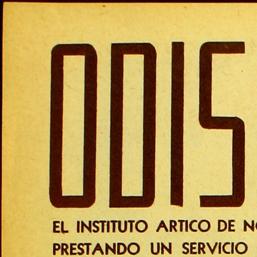 ODIS
EL INSTITUTO ARTICO DE
PRESTANDO UN SERVICIO